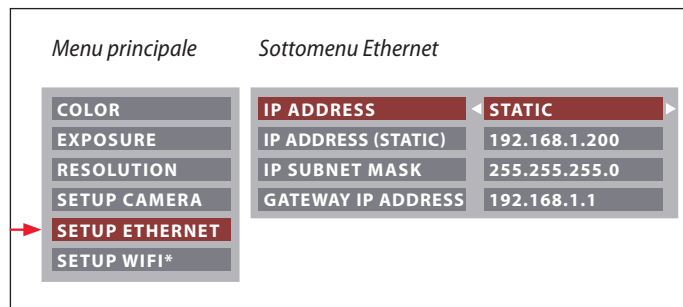 Menu principale
Sottomenu Ethernet
COLOR
EXPOSURE
RESOLUTION
SETUP CAMERA
SETUP ETHERNET
SETUP WIFI*
IP ADDRESS STATIC
IP ADDRESS (STATIC) 192.168.1.200
IP SUBNET MASK 255.255.255.0
GATEWAY IP ADDRESS 192.168.1.1